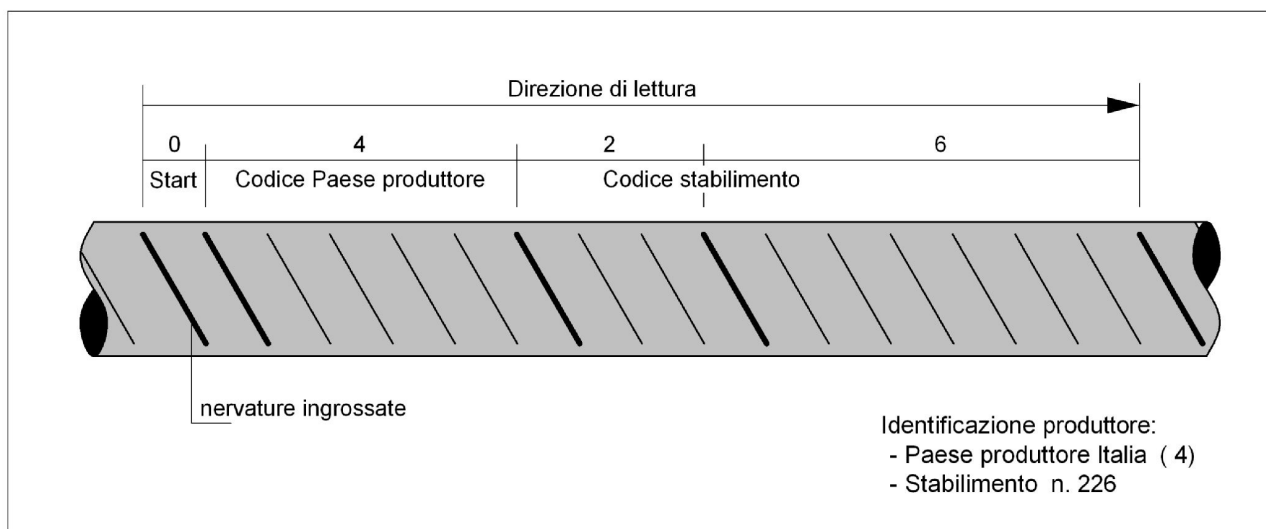 Direzione di lettura
0 4 2 6
Start Codice Paese produttore Codice stabilimento
nervature ingrossate
Identificazione produttore:
- Paese produttore Italia ( 4)
- Stabilimento n. 226